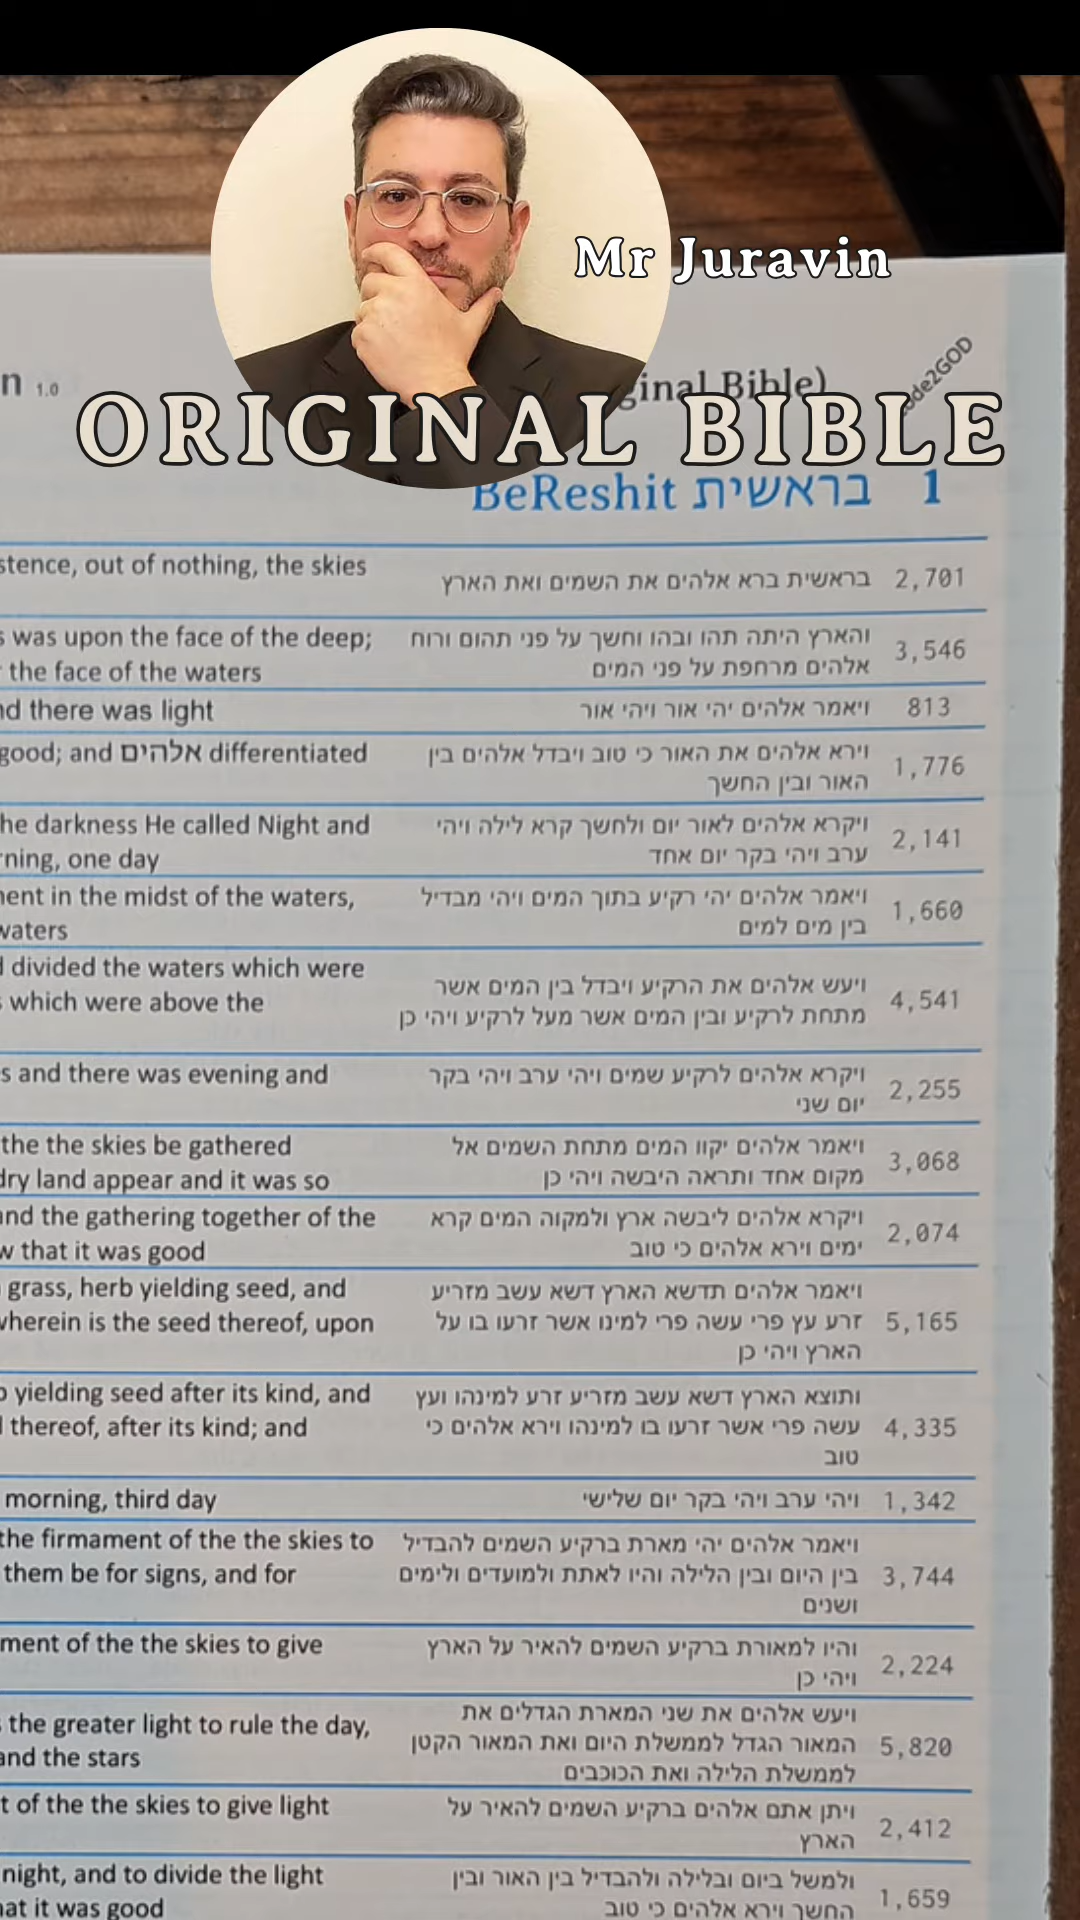 Mr Juravin
ode2GOD
n 1.0
ginal Bible)
ORIGINAL BIBLE
BeReshit בראשית 1
stence, out of nothing, the skies
בראשית ברא אלהים את השמים ואת הארץ 2,701
s was upon the face of the deep;
the face of the waters
והארץ היתה תהו ובהו וחשך על פני תהום ורוח
אלהים מרחפת על פני המים
3,546
nd there was light
ויאמר אלהים יהי אור ויהי אור 813
good; and אלהים differentiated
וירא אלהים את האור כי טוב ויבדל אלהים בין
האור ובין החשך
1,776
he darkness He called Night and
rning, one day
ויקרא אלהים לאור יום ולחשך קרא לילה ויהי
ערב ויהי בקר יום אחד
2,141
nent in the midst of the waters,
waters
ויאמר אלהים יהי רקיע בתוך המים ויהי מבדיל
בין מים למים
1,660
d divided the waters which were
s which were above the
ויעש אלהים את הרקיע ויבדל בין המים אשר
מתחת לרקיע ובין המים אשר מעל לרקיע ויהי כן
4,541
s and there was evening and
ויקרא אלהים לרקיע שמים ויהי ערב ויהי בקר
יום שני
2,255
the the skies be gathered
dry land appear and it was so
ויאמר אלהים יקוו המים מתחת השמים אל
מקום אחד ותראה היבשה ויהי כן
3,068
and the gathering together of the
w that it was good
ויקרא אלהים ליבשה ארץ ולמקוה המים קרא
ימים וירא אלהים כי טוב
2,074
grass, herb yielding seed, and
wherein is the seed thereof, upon
ויאמר אלהים תדשא הארץ דשא עשב מזריע
זרע עץ פרי עשה פרי למינו אשר זרעו בו על
הארץ ויהי כן
5,165
b yielding seed after its kind, and
d thereof, after its kind; and
ותוצא הארץ דשא עשב מזריע זרע למינהו ועץ
עשה פרי אשר זרעו בו למינהו וירא אלהים כי
טוב
4,335
morning, third day
ויהי ערב ויהי בקר יום שלישי 1,342
the firmament of the the skies to
them be for signs, and for
ויאמר אלהים יהי מארת ברקיע השמים להבדיל
בין היום ובין הלילה והיו לאתת ולמועדים ולימים
ושנים
3,744
ment of the the skies to give
והיו למאורת ברקיע השמים להאיר על הארץ
ויהי כן
2,224
the greater light to rule the day,
and the stars
ויעש אלהים את שני המארת הגדלים את
המאור הגדל לממשלת היום ואת המאור הקטן
לממשלת הלילה ואת הכוכבים
5,820
t of the the skies to give light
ויתן אתם אלהים ברקיע השמים להאיר על
הארץ
2,412
night, and to divide the light
hat it was good
ולמשל ביום ובלילה ולהבדיל בין האור ובין
החשך וירא אלהים כי טוב
1,659